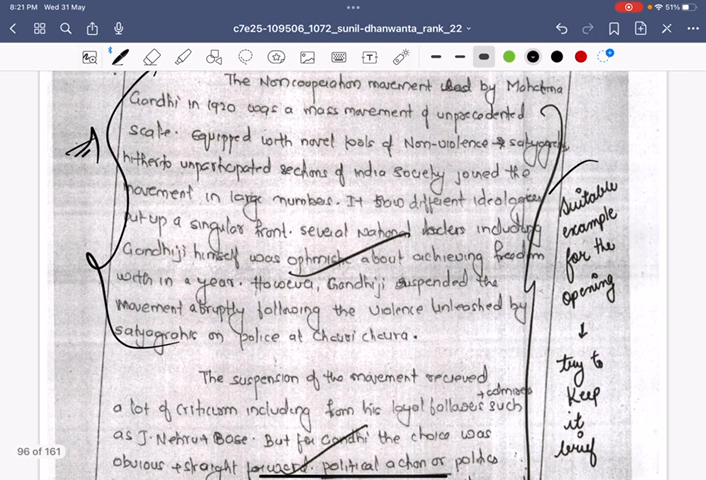 8:21 PM Wed 31 May
51%
c7e25-109506_1072_sunil-dhanwanta_rank_22
The Noncooperation movement lead by Mahatma
Gandhi in 1920 was a mass movement of unprecedented
scale. Equipped with novel tools of Non-violence & satyagrah
hitherto unparticipated sections of India Society joined the
movement in large number. It saw different ideologies
put up a singular front. several National leaders including
Gandhiji himself was optimistic about achieving freedom
with in a year. However, Gandhiji suspended the
movement abruptly following the violence unleashed by
satyagrahis on police at Chauri chaura.
Suitable
example
for the
opening
↓
try to
keep
it
brief
The suspension of the movement recieved
a lot of criticism including from his loyal followers + admirers such
as J. Nehru + Bose. But for Gandhi the choice was
obvious + straight forward. political action or politics
96 of 161